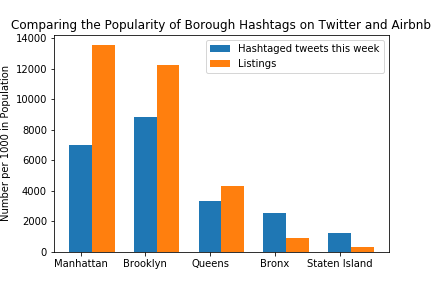 Comparing the Popularity of Borough Hashtags on Twitter and Airbnb
Number per 1000 in Population
14000
12000
10000
8000
6000
4000
2000
0
Hashtaged tweets this week
Listings
Manhattan Brooklyn Queens Bronx Staten Island